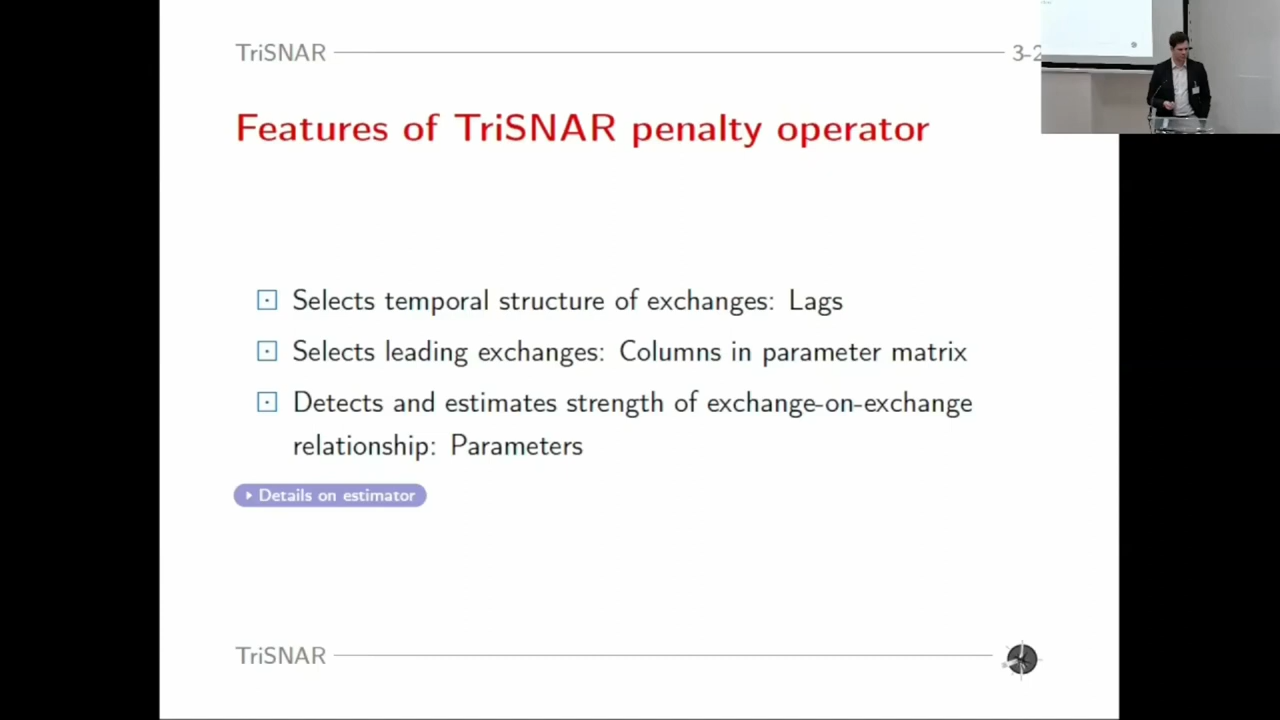 TriSNAR
3-2
Features of TriSNAR penalty operator
Selects temporal structure of exchanges: Lags
Selects leading exchanges: Columns in parameter matrix
Detects and estimates strength of exchange-on-exchange
relationship: Parameters
Details on estimator
TriSNAR